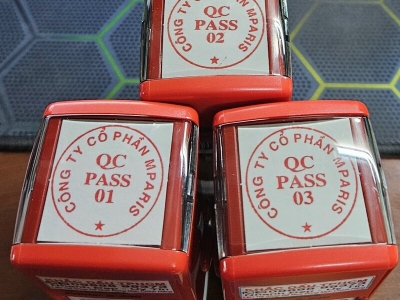 CÔNG TY CỔ PHẦN MPARIS
QC
PASS
02
★
CÔNG TY CỔ PHẦN MPARIS
QC
PASS
01
★
CÔNG TY CỔ PHẦN MPARIS
QC
PASS
03
★